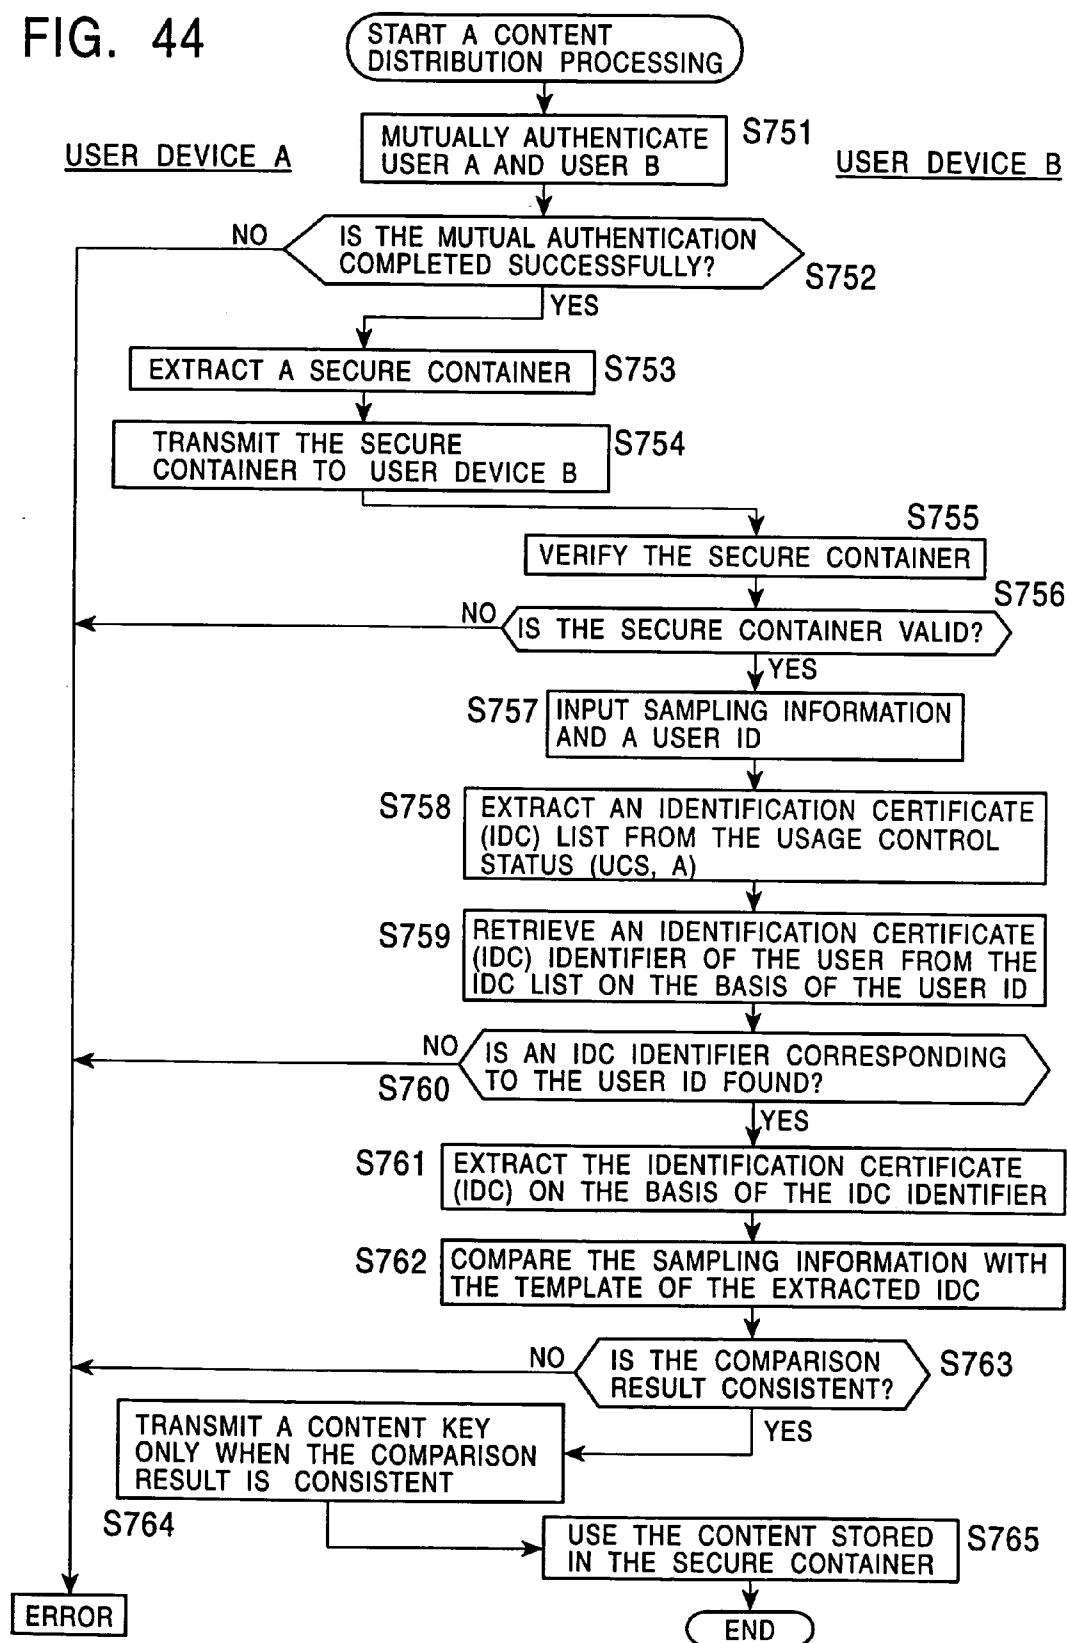 FIG. 44
START A CONTENT
DISTRIBUTION PROCESSING
USER DEVICE A
MUTUALLY AUTHENTICATE
USER A AND USER B
S751
USER DEVICE B
NO
IS THE MUTUAL AUTHENTICATION
COMPLETED SUCCESSFULLY?
S752
YES
EXTRACT A SECURE CONTAINER
S753
TRANSMIT THE SECURE
CONTAINER TO USER DEVICE B
S754
S755
VERIFY THE SECURE CONTAINER
S756
NO
IS THE SECURE CONTAINER VALID?
YES
S757
INPUT SAMPLING INFORMATION
AND A USER ID
S758
EXTRACT AN IDENTIFICATION CERTIFICATE
(IDC) LIST FROM THE USAGE CONTROL
STATUS (UCS, A)
S759
RETRIEVE AN IDENTIFICATION CERTIFICATE
(IDC) IDENTIFIER OF THE USER FROM THE
IDC LIST ON THE BASIS OF THE USER ID
NO
S760
IS AN IDC IDENTIFIER CORRESPONDING
TO THE USER ID FOUND?
YES
S761
EXTRACT THE IDENTIFICATION CERTIFICATE
(IDC) ON THE BASIS OF THE IDC IDENTIFIER
S762
COMPARE THE SAMPLING INFORMATION WITH
THE TEMPLATE OF THE EXTRACTED IDC
NO
IS THE COMPARISON
RESULT CONSISTENT?
S763
YES
TRANSMIT A CONTENT KEY
ONLY WHEN THE COMPARISON
RESULT IS CONSISTENT
S764
USE THE CONTENT STORED
IN THE SECURE CONTAINER
S765
ERROR
END